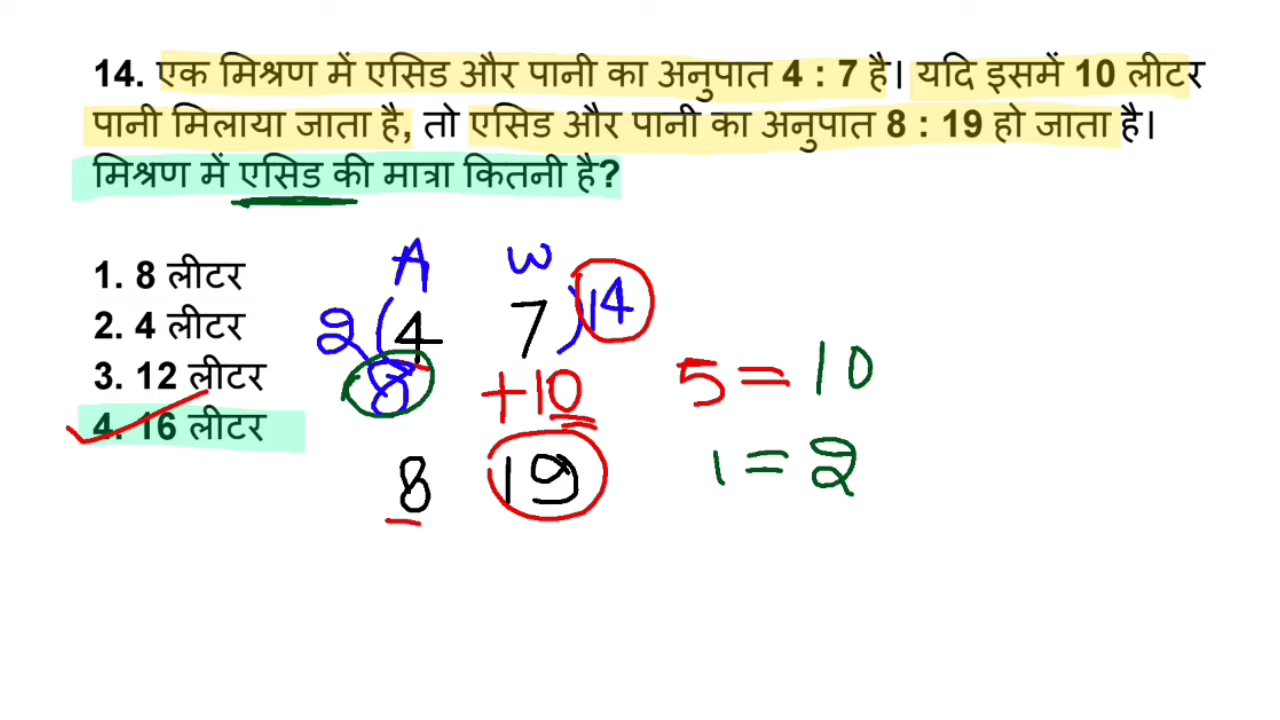 14. एक मिश्रण में एसिड और पानी का अनुपात 4 : 7 है। यदि इसमें 10 लीटर
पानी मिलाया जाता है, तो एसिड और पानी का अनुपात 8 : 19 हो जाता है।
मिश्रण में एसिड की मात्रा कितनी है?
1. 8 लीटर
2. 4 लीटर
3. 12 लीटर
4. 16 लीटर
A W
2 ( 4 7 ) 14
8 +10
8 19
5 = 10
1 = 2